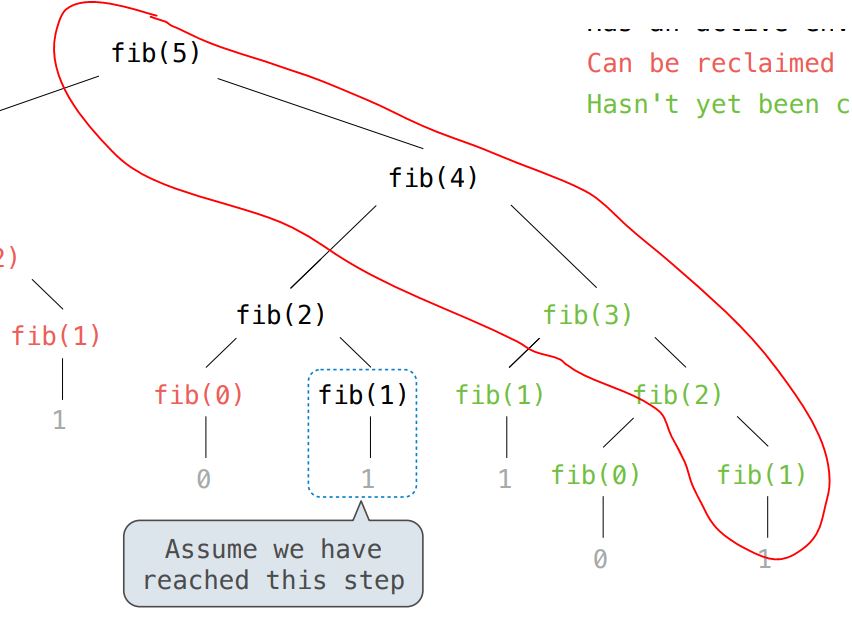 fib(5)
Can be reclaimed
Hasn't yet been
fib(4)
2)
fib(2)
fib(3)
fib(1)
fib(0)
fib(1)
fib(1)
fib(2)
1
0
1
1
fib(0)
fib(1)
Assume we have
reached this step
0
1